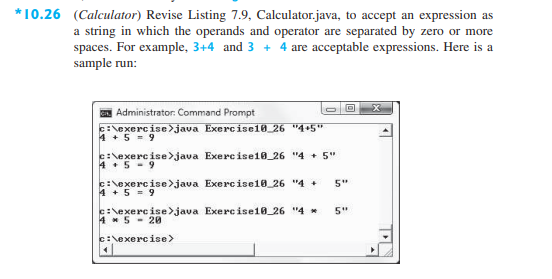 *10.26 (Calculator) Revise Listing 7.9, Calculator.java, to accept an expression as
a string in which the operands and operator are separated by zero or more
spaces. For example, 3+4 and 3 + 4 are acceptable expressions. Here is a
sample run:
Administrator: Command Prompt
c:\exercise>java Exercise10_26 "4+5"
4 + 5 = 9
c:\exercise>java Exercise10_26 "4 + 5"
4 + 5 = 9
c:\exercise>java Exercise10_26 "4 +    5"
4 + 5 = 9
c:\exercise>java Exercise10_26 "4 *    5"
4 * 5 = 20
c:\exercise>